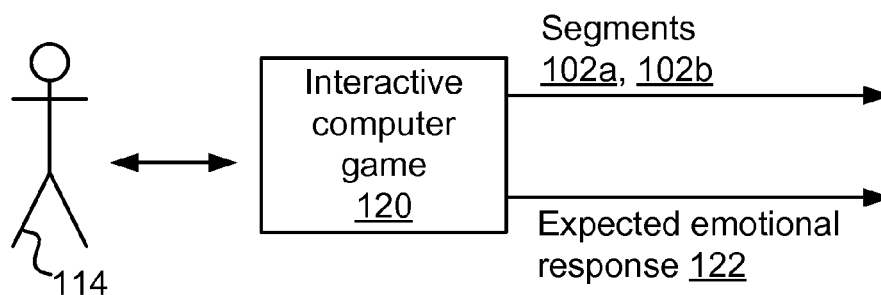 Segments
102a, 102b
Interactive
computer
game
120
Expected emotional
response 122
114